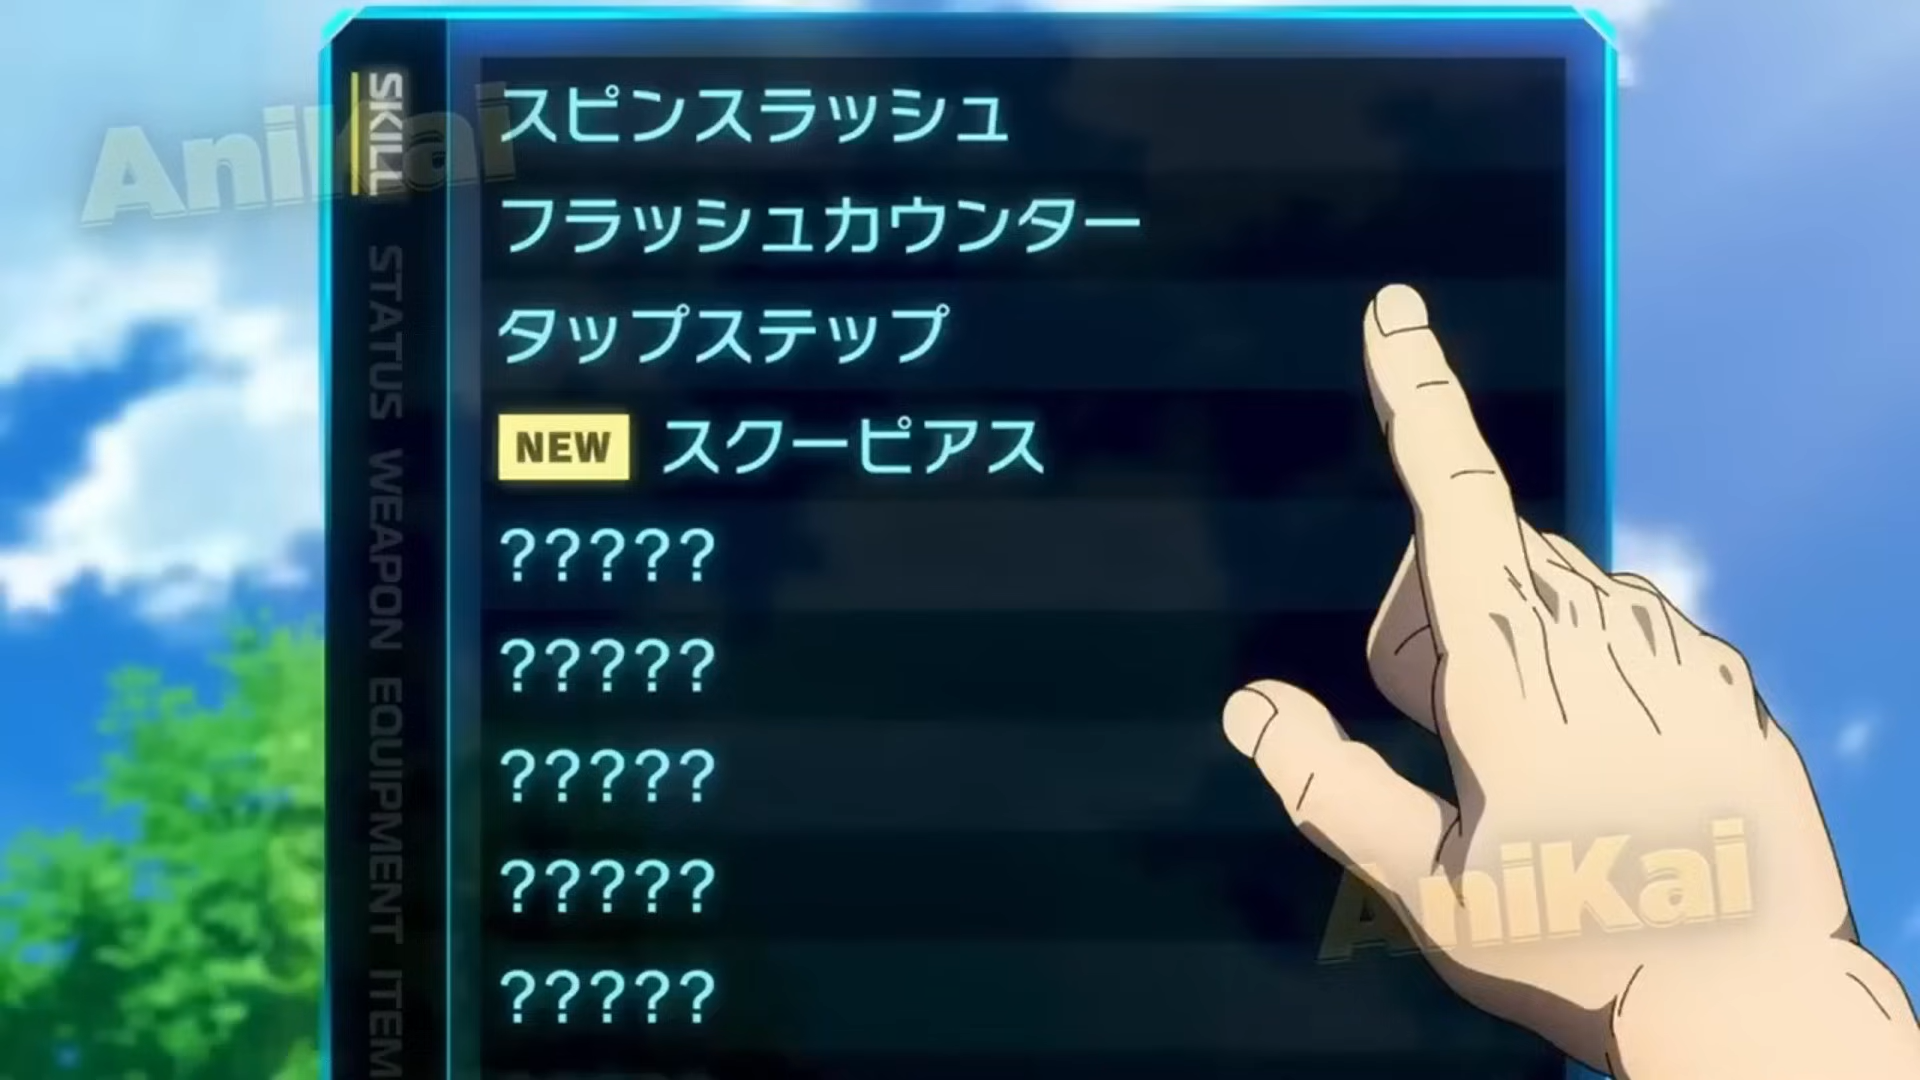 スピンスラッシュ
フラッシュカウンター
タップステップ
NEW スクーピアス
?????
?????
?????
?????
?????
SKILL
STATUS
WEAPON
EQUIPMENT
ITEM
AniKai
AniKai